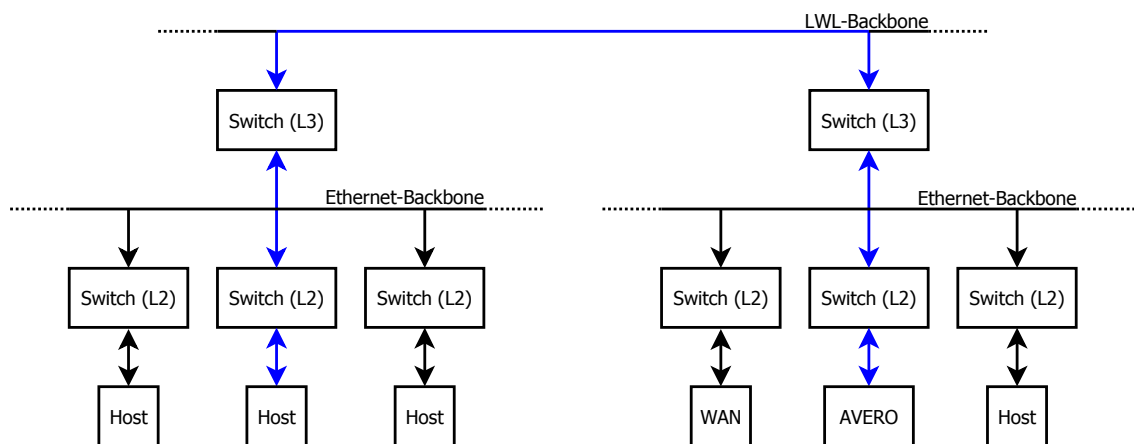 LWL-Backbone
Switch (L3)
Switch (L3)
Ethernet-Backbone
Ethernet-Backbone
Switch (L2)
Switch (L2)
Switch (L2)
Switch (L2)
Switch (L2)
Switch (L2)
Host
Host
Host
WAN
AVERO
Host